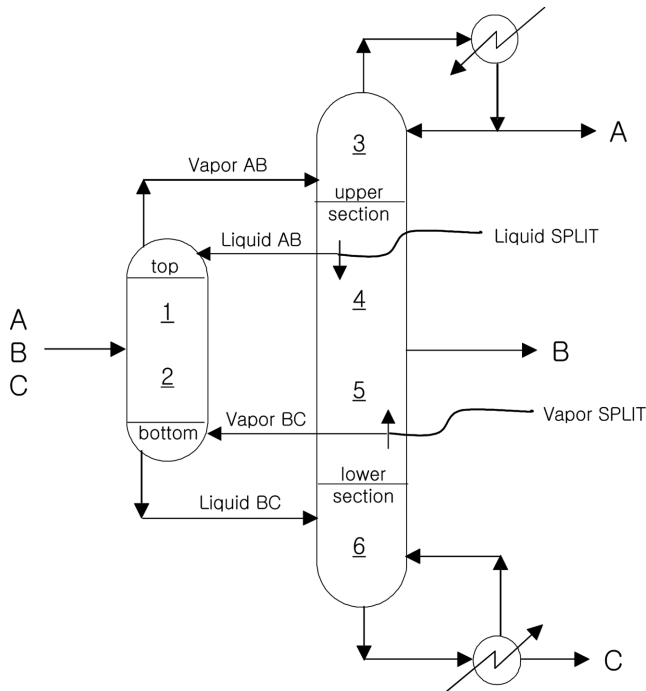 A
3
Vapor AB
upper
section
Liquid AB
Liquid SPLIT
top
4
1
A
B
C
B
2
5
Vapor BC
Vapor SPLIT
bottom
lower
section
Liquid BC
6
C